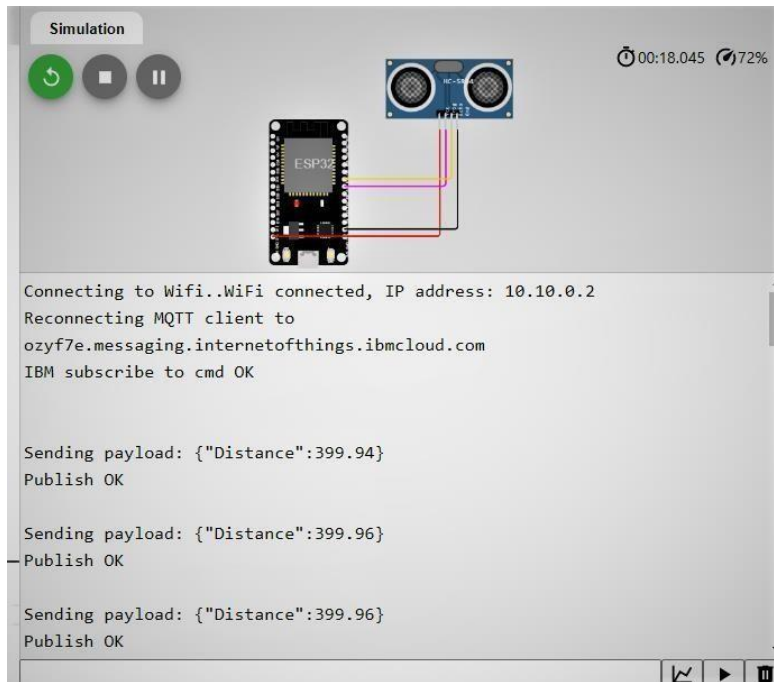 Simulation
00:18.045 72%
HC-SR04
ESP32
Connecting to Wifi..WiFi connected, IP address: 10.10.0.2
Reconnecting MQTT client to
ozyf7e.messaging.internetofthings.ibmcloud.com
IBM subscribe to cmd OK
Sending payload: {"Distance":399.94}
Publish OK
Sending payload: {"Distance":399.96}
Publish OK
Sending payload: {"Distance":399.96}
Publish OK